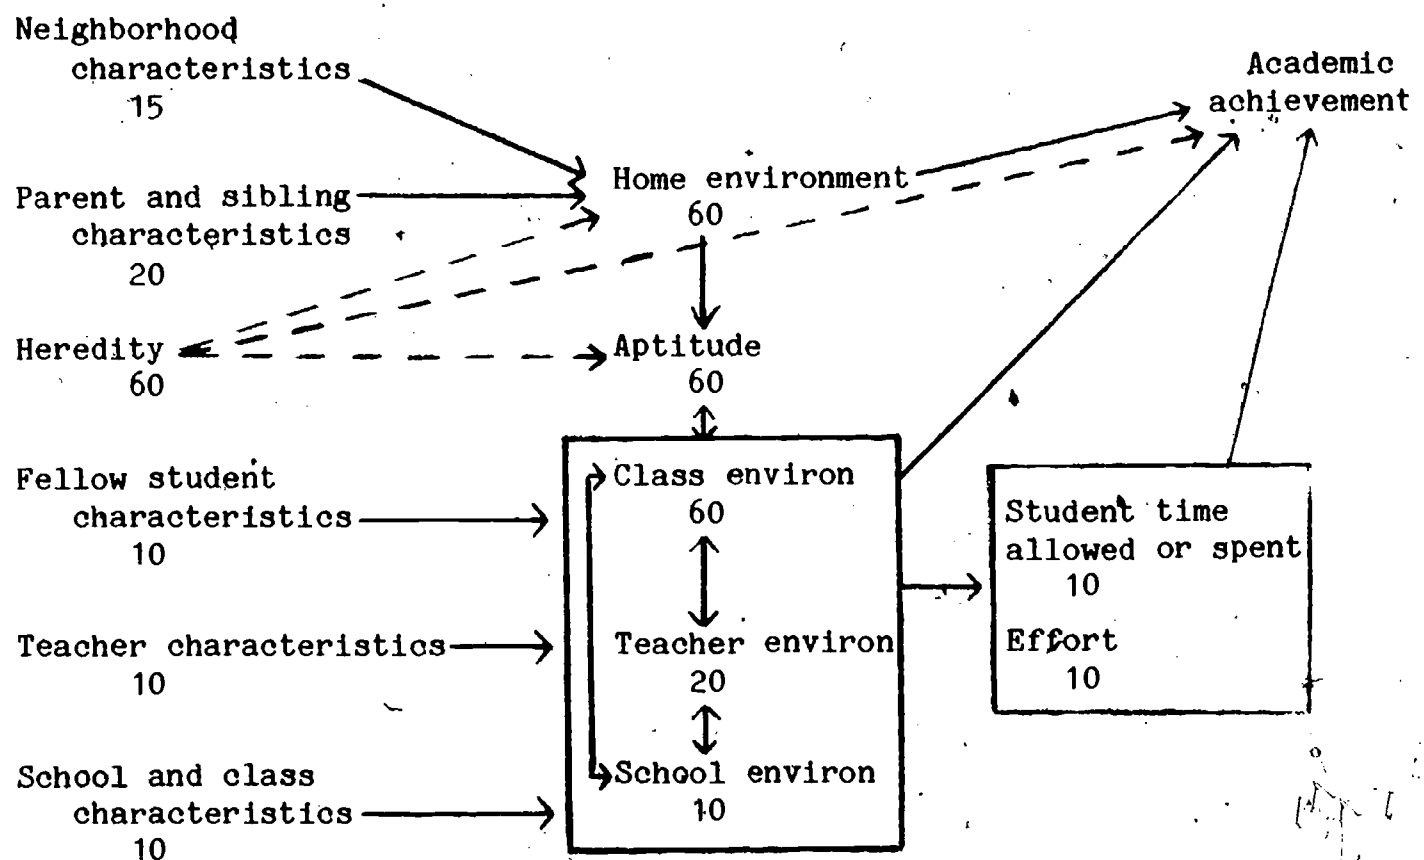 Neighborhood
characteristics
15
Parent and sibling
characteristics
20
Heredity
60
Fellow student
characteristics
10
Teacher characteristics
10
School and class
characteristics
10
Home environment
60
Aptitude
60
Class environ
60
Teacher environ
20
School environ
10
Academic
achievement
Student time
allowed or spent
10
Effort
10